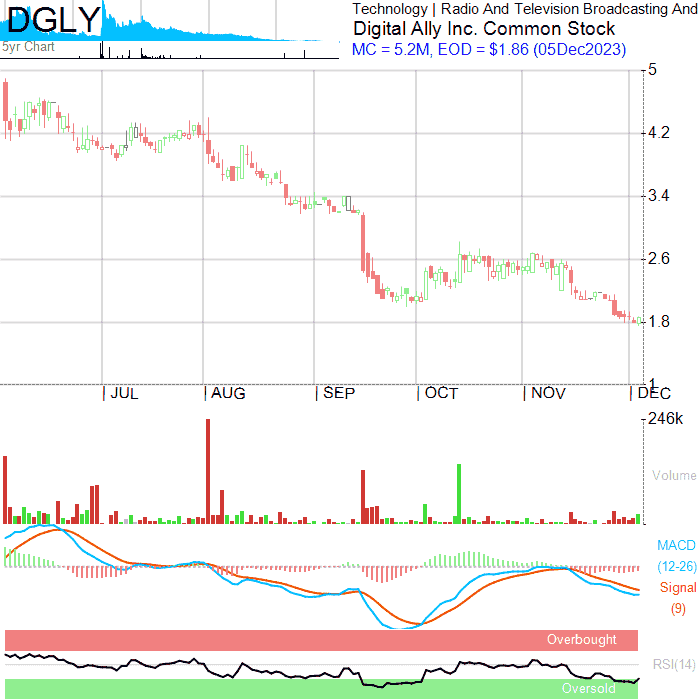 DGLY
5yr Chart
Technology | Radio And Television Broadcasting And
Digital Ally Inc. Common Stock
MC = 5.2M, EOD = $1.86 (05Dec2023)
5
4.2
3.4
2.6
1.8
1
JUL
AUG
SEP
OCT
NOV
DEC
246k
Volume
MACD
(12-26)
Signal
(9)
Overbought
RSI(14)
Oversold